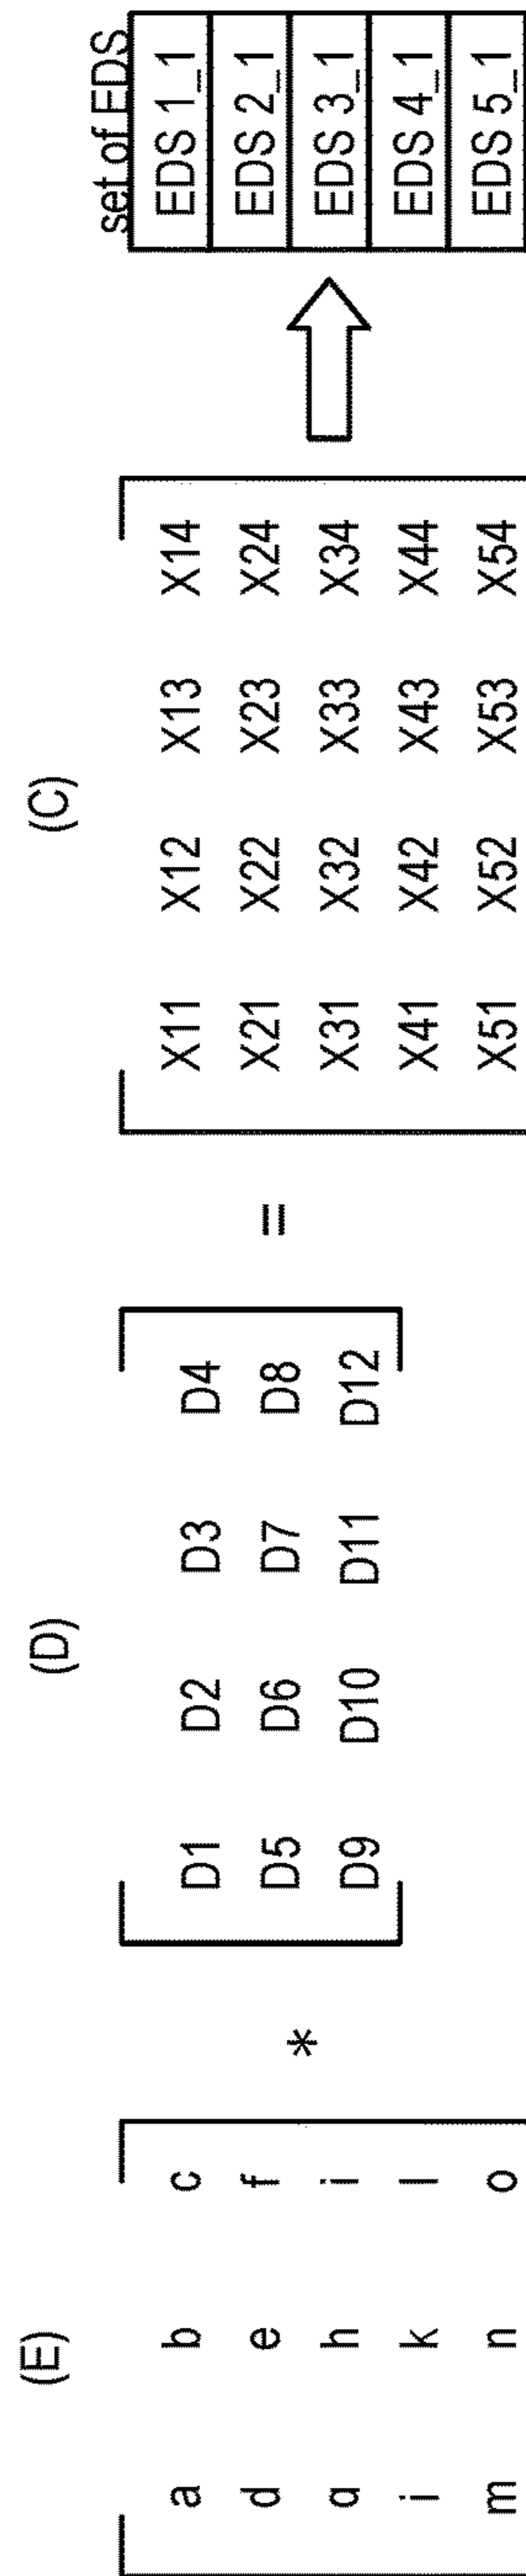 (E)
a b c
d e f
g h i
j k l
m n o
*
(D)
D1 D2 D3 D4
D5 D6 D7 D8
D9 D10 D11 D12
=
(C)
X11 X12 X13 X14
X21 X22 X23 X24
X31 X32 X33 X34
X41 X42 X43 X44
X51 X52 X53 X54
set of EDS
EDS 1_1
EDS 2_1
EDS 3_1
EDS 4_1
EDS 5_1